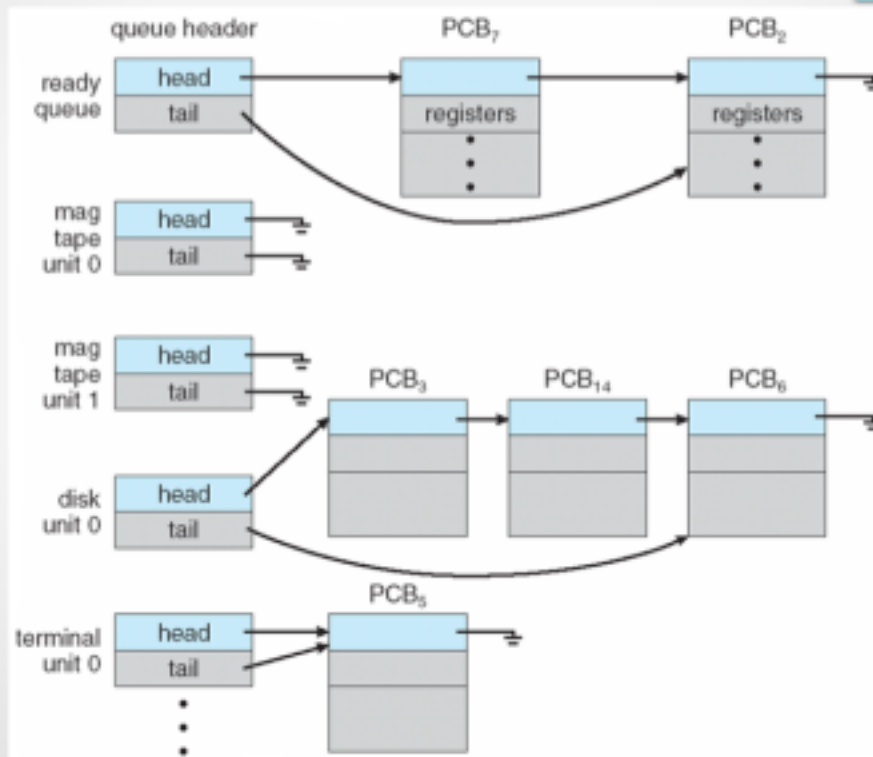 queue header PCB₇ PCB₂
ready queue
head
tail
registers
registers
mag tape unit 0
head
tail
mag tape unit 1
head
tail
PCB₃ PCB₁₄ PCB₆
disk unit 0
head
tail
PCB₅
terminal unit 0
head
tail